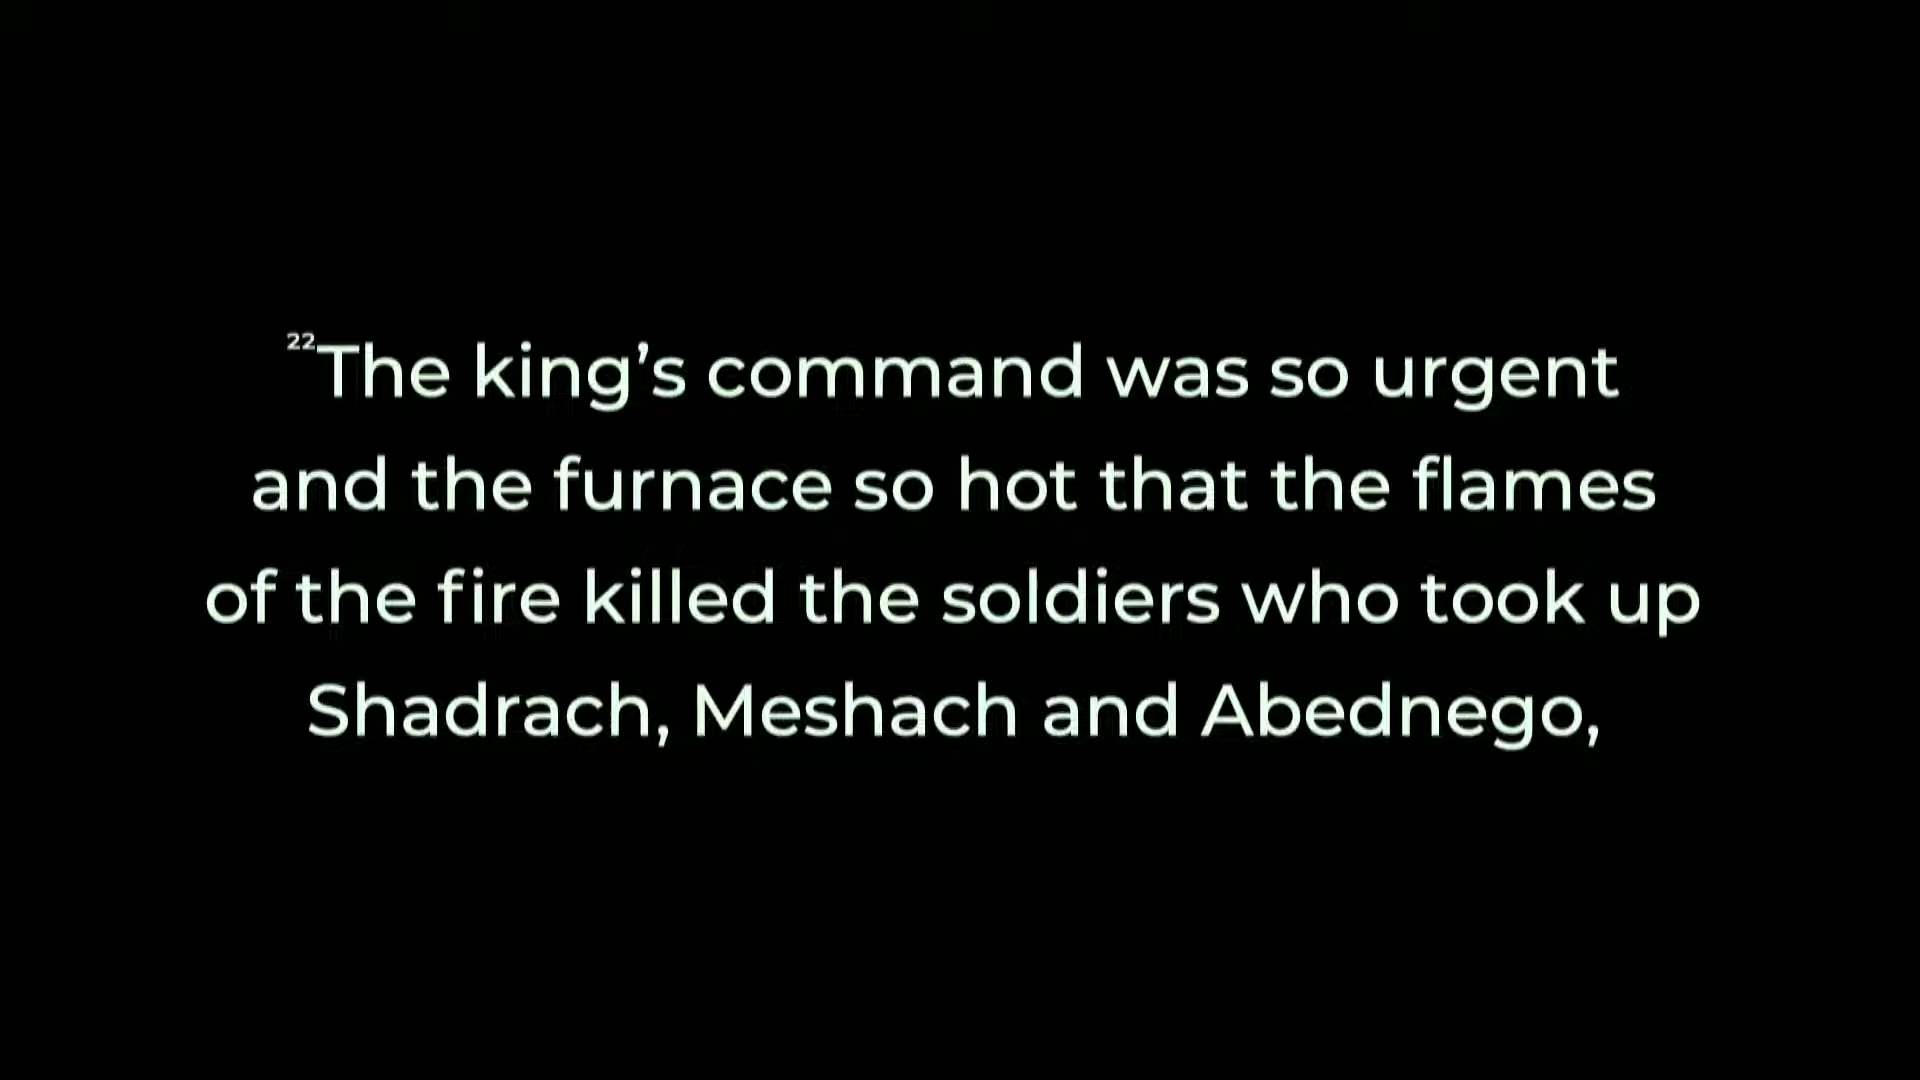 ²²The king’s command was so urgent
and the furnace so hot that the flames
of the fire killed the soldiers who took up
Shadrach, Meshach and Abednego,